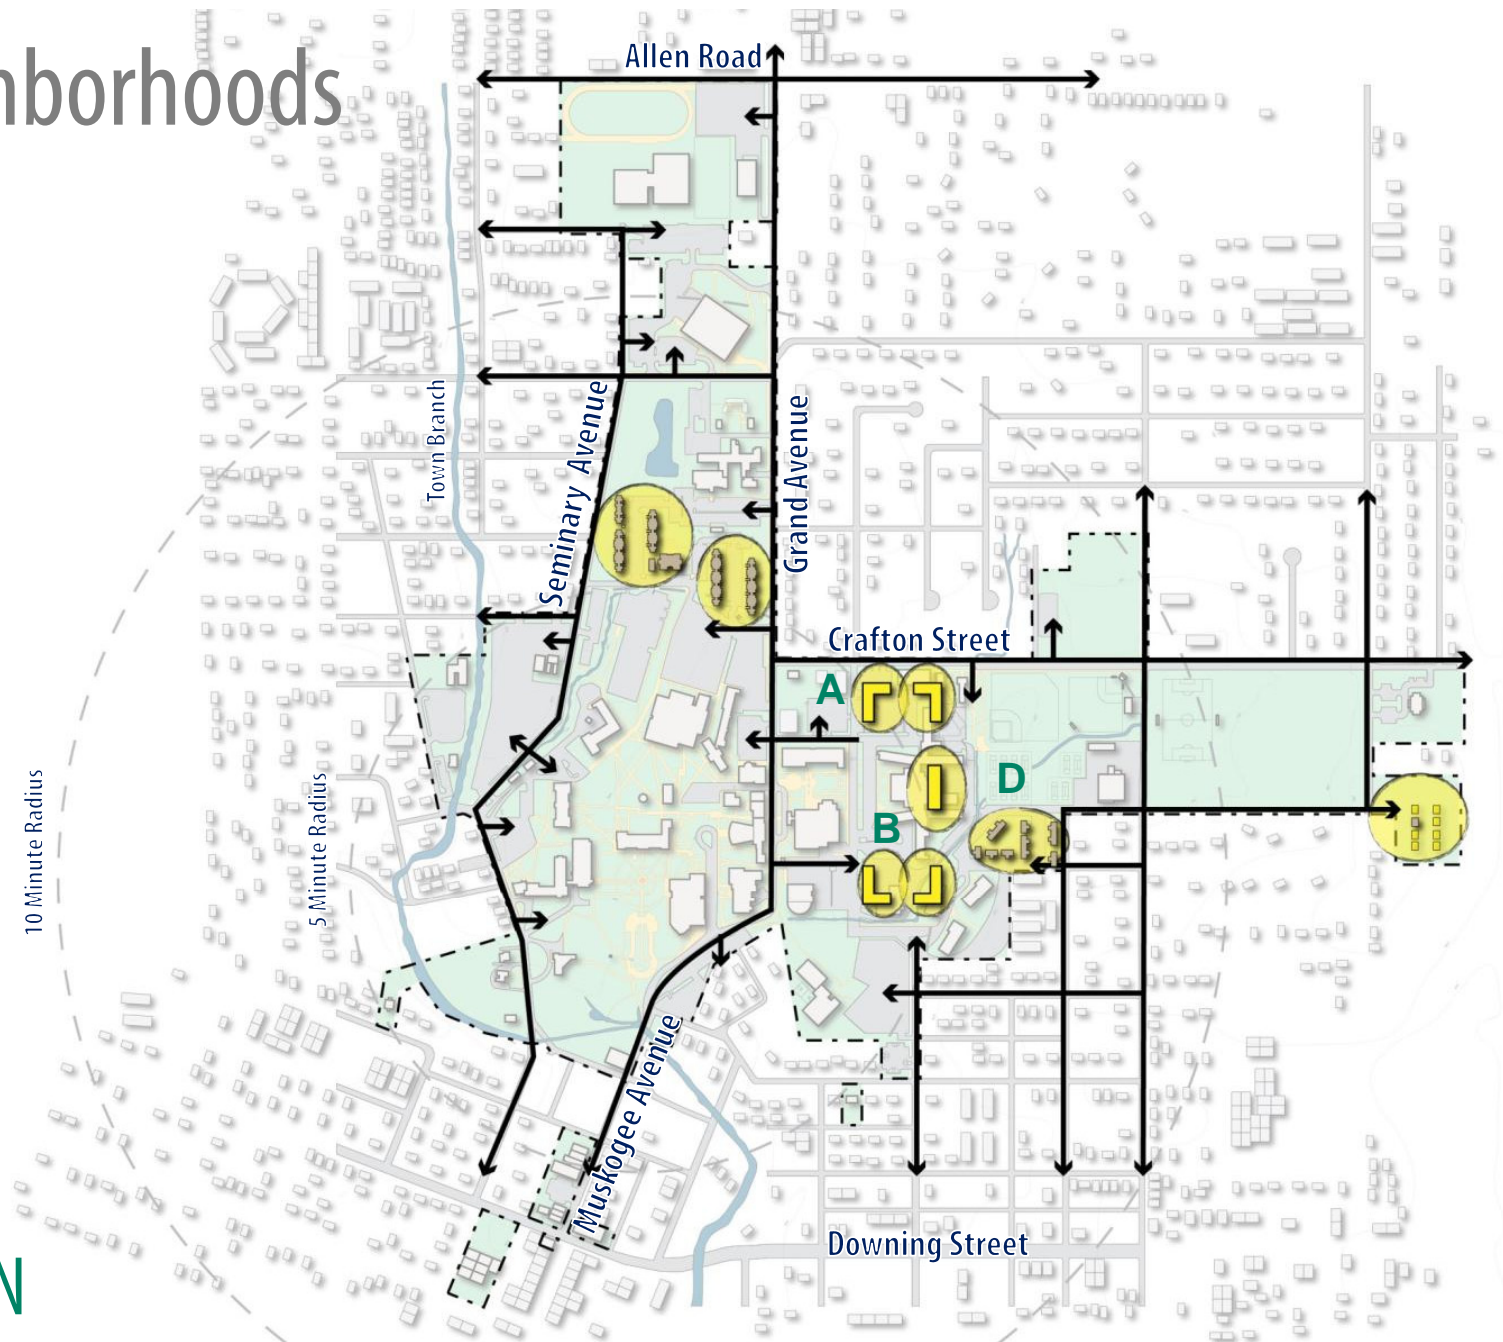 nborhoods
Allen Road
Town Branch
Seminary Avenue
Grand Avenue
Crafton Street
A
D
B
10 Minute Radius
5 Minute Radius
Muskogee Avenue
Downing Street
N